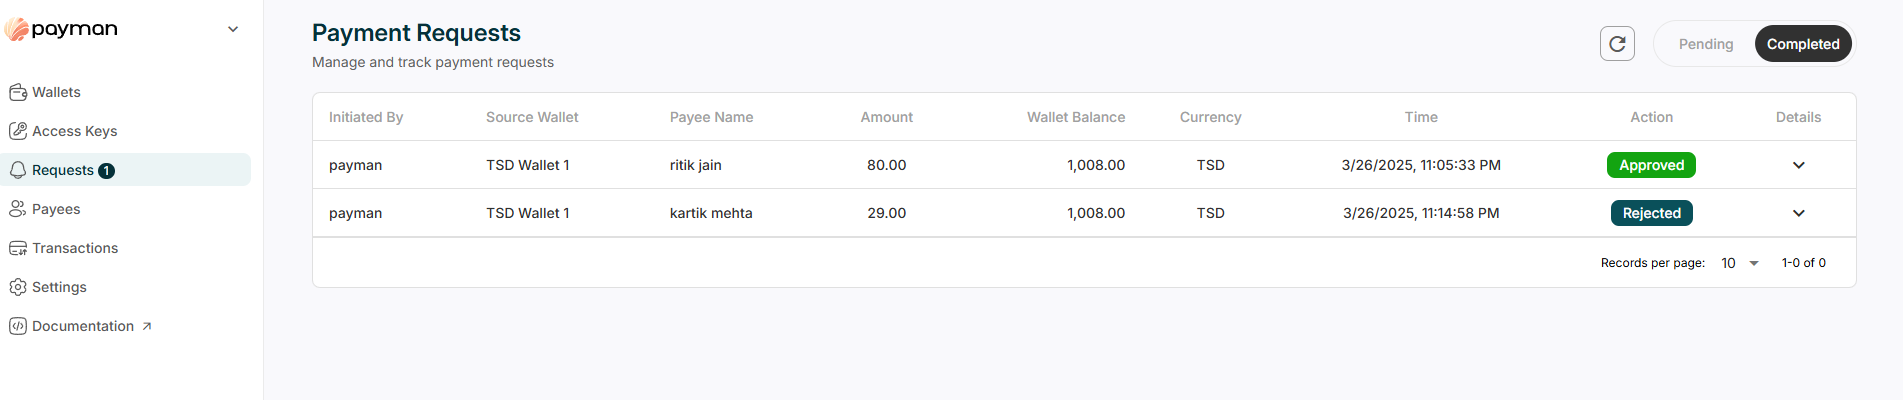 payman
Wallets
Access Keys
Requests 1
Payees
Transactions
Settings
Documentation
Payment Requests
Manage and track payment requests
Pending Completed
Initiated By Source Wallet Payee Name Amount Wallet Balance Currency Time Action Details
payman TSD Wallet 1 ritik jain 80.00 1,008.00 TSD 3/26/2025, 11:05:33 PM Approved
payman TSD Wallet 1 kartik mehta 29.00 1,008.00 TSD 3/26/2025, 11:14:58 PM Rejected
Records per page: 10 1-0 of 0